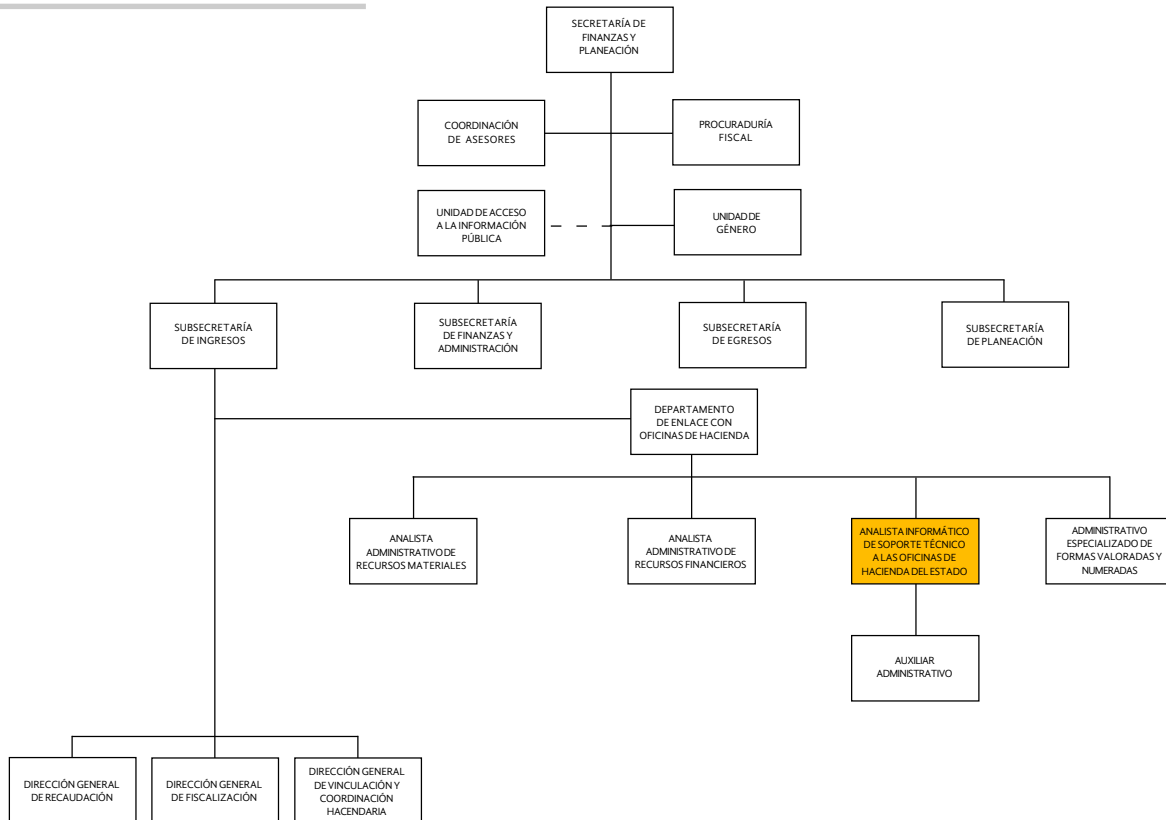 SECRETARÍA DE
FINANZAS Y
PLANEACIÓN
COORDINACIÓN
DE ASESORES
PROCURADURÍA
FISCAL
UNIDAD DE ACCESO
A LA INFORMACIÓN
PÚBLICA
UNIDAD DE
GÉNERO
SUBSECRETARÍA
DE INGRESOS
SUBSECRETARÍA
DE FINANZAS Y
ADMINISTRACIÓN
SUBSECRETARÍA
DE EGRESOS
SUBSECRETARÍA
DE PLANEACIÓN
DEPARTAMENTO
DE ENLACE CON
OFICINAS DE HACIENDA
ANALISTA
ADMINISTRATIVO DE
RECURSOS MATERIALES
ANALISTA
ADMINISTRATIVO DE
RECURSOS FINANCIEROS
ANALISTA INFORMÁTICO
DE SOPORTE TÉCNICO
A LAS OFICINAS DE
HACIENDA DEL ESTADO
ADMINISTRATIVO
ESPECIALIZADO DE
FORMAS VALORADAS Y
NUMERADAS
AUXILIAR
ADMINISTRATIVO
DIRECCIÓN GENERAL
DE RECAUDACIÓN
DIRECCIÓN GENERAL
DE FISCALIZACIÓN
DIRECCIÓN GENERAL
DE VINCULACIÓN Y
COORDINACIÓN
HACENDARIA